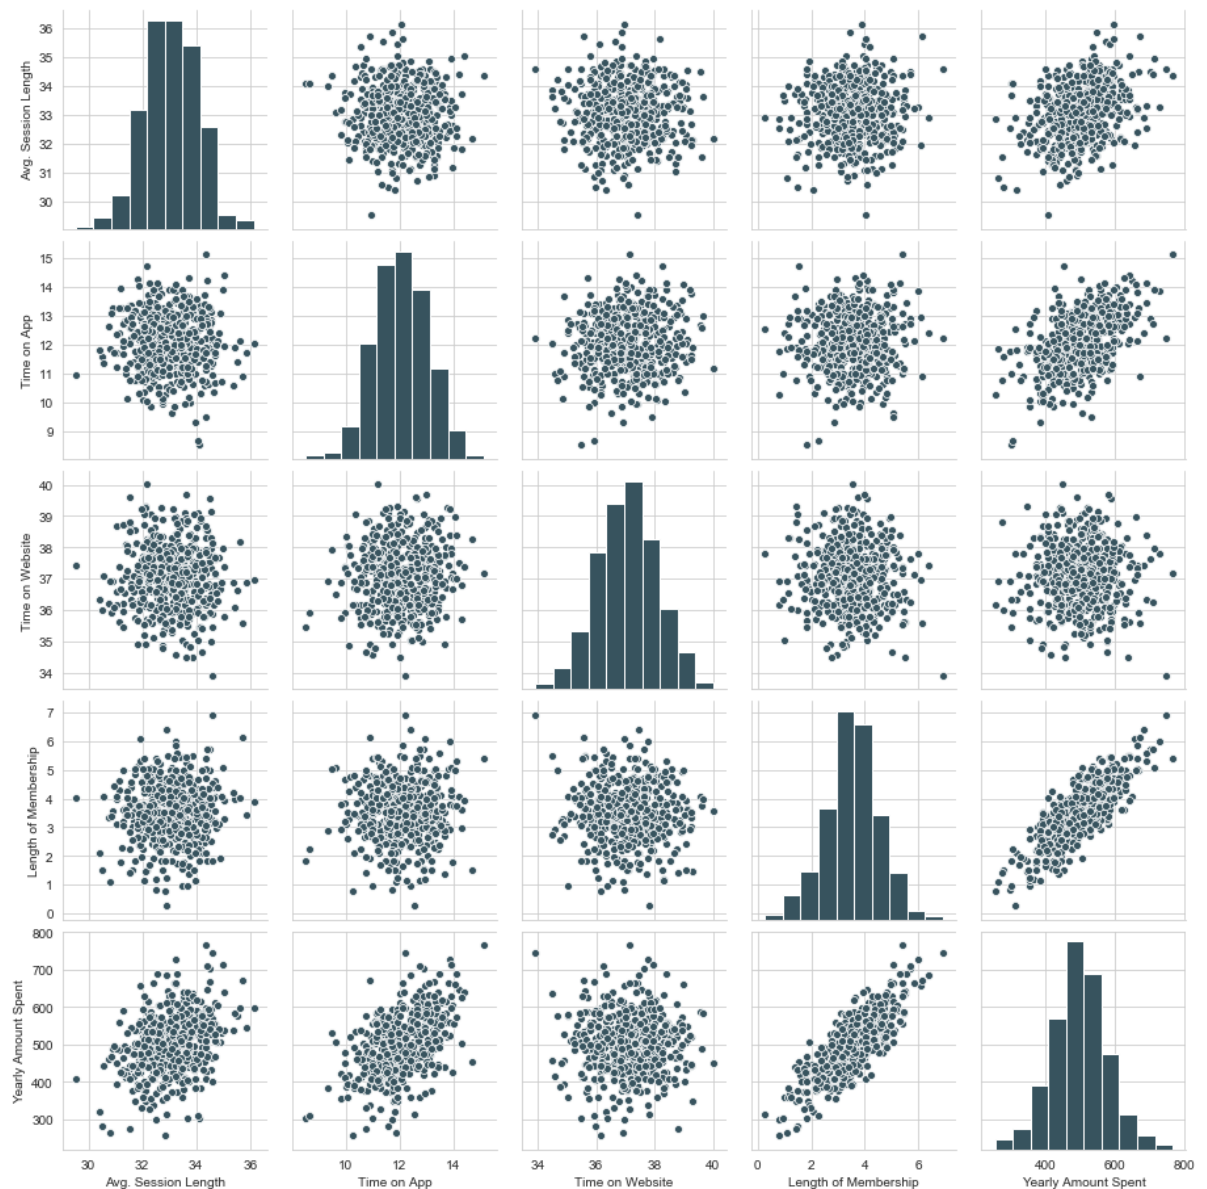 Avg. Session Length
36
35
34
33
32
31
30
Time on App
15
14
13
12
11
10
9
Time on Website
40
39
38
37
36
35
34
Length of Membership
7
6
5
4
3
2
1
0
Yearly Amount Spent
800
700
600
500
400
300
30 32 34 36
10 12 14
34 36 38 40
0 2 4 6
400 600 800
Avg. Session Length
Time on App
Time on Website
Length of Membership
Yearly Amount Spent